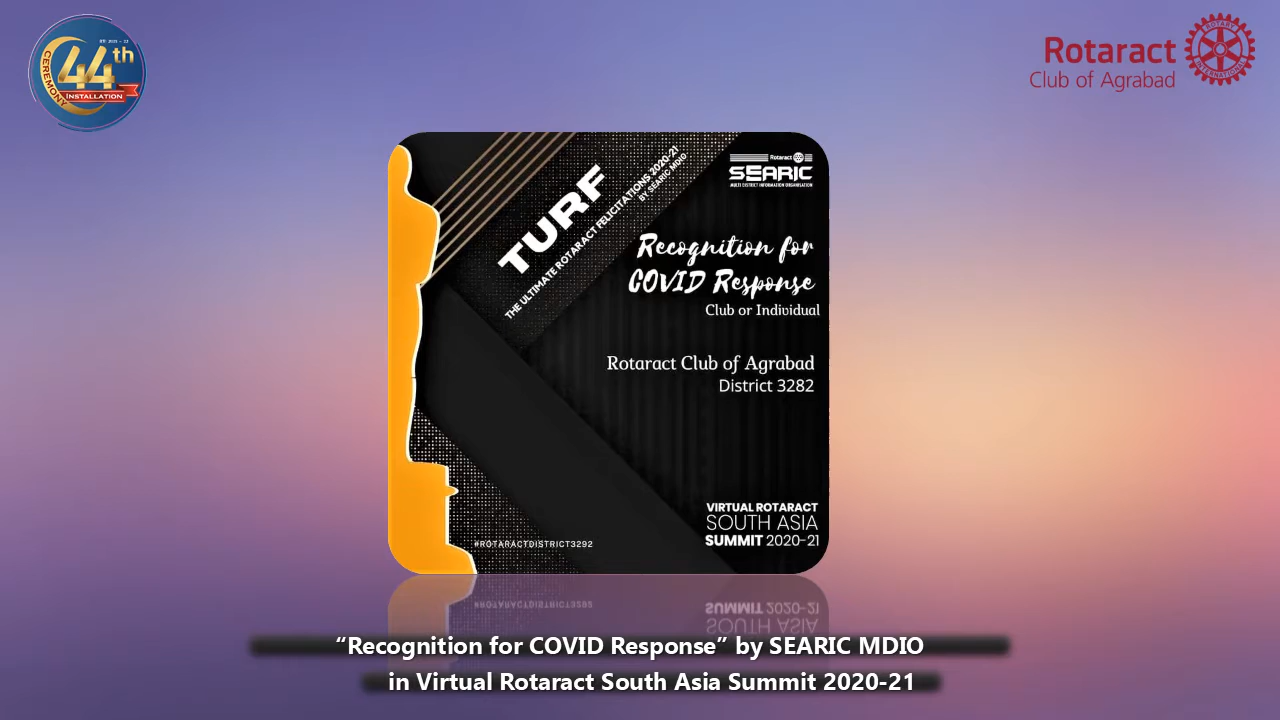 44th
CEREMONY
INSTALLATION
Rotaract
Club of Agrabad
ROTARY
INTERNATIONAL
TURF
THE ULTIMATE ROTARACT FELICITATIONS 2020-21
BY SEARIC MDIO
Rotaract
SEARIC
MULTI DISTRICT INFORMATION ORGANISATION
Recognition for
COVID Response
Club or Individual
Rotaract Club of Agrabad
District 3282
VIRTUAL ROTARACT
SOUTH ASIA
SUMMIT 2020-21
#ROTARACTDISTRICT3292
“Recognition for COVID Response” by SEARIC MDIO
in Virtual Rotaract South Asia Summit 2020-21